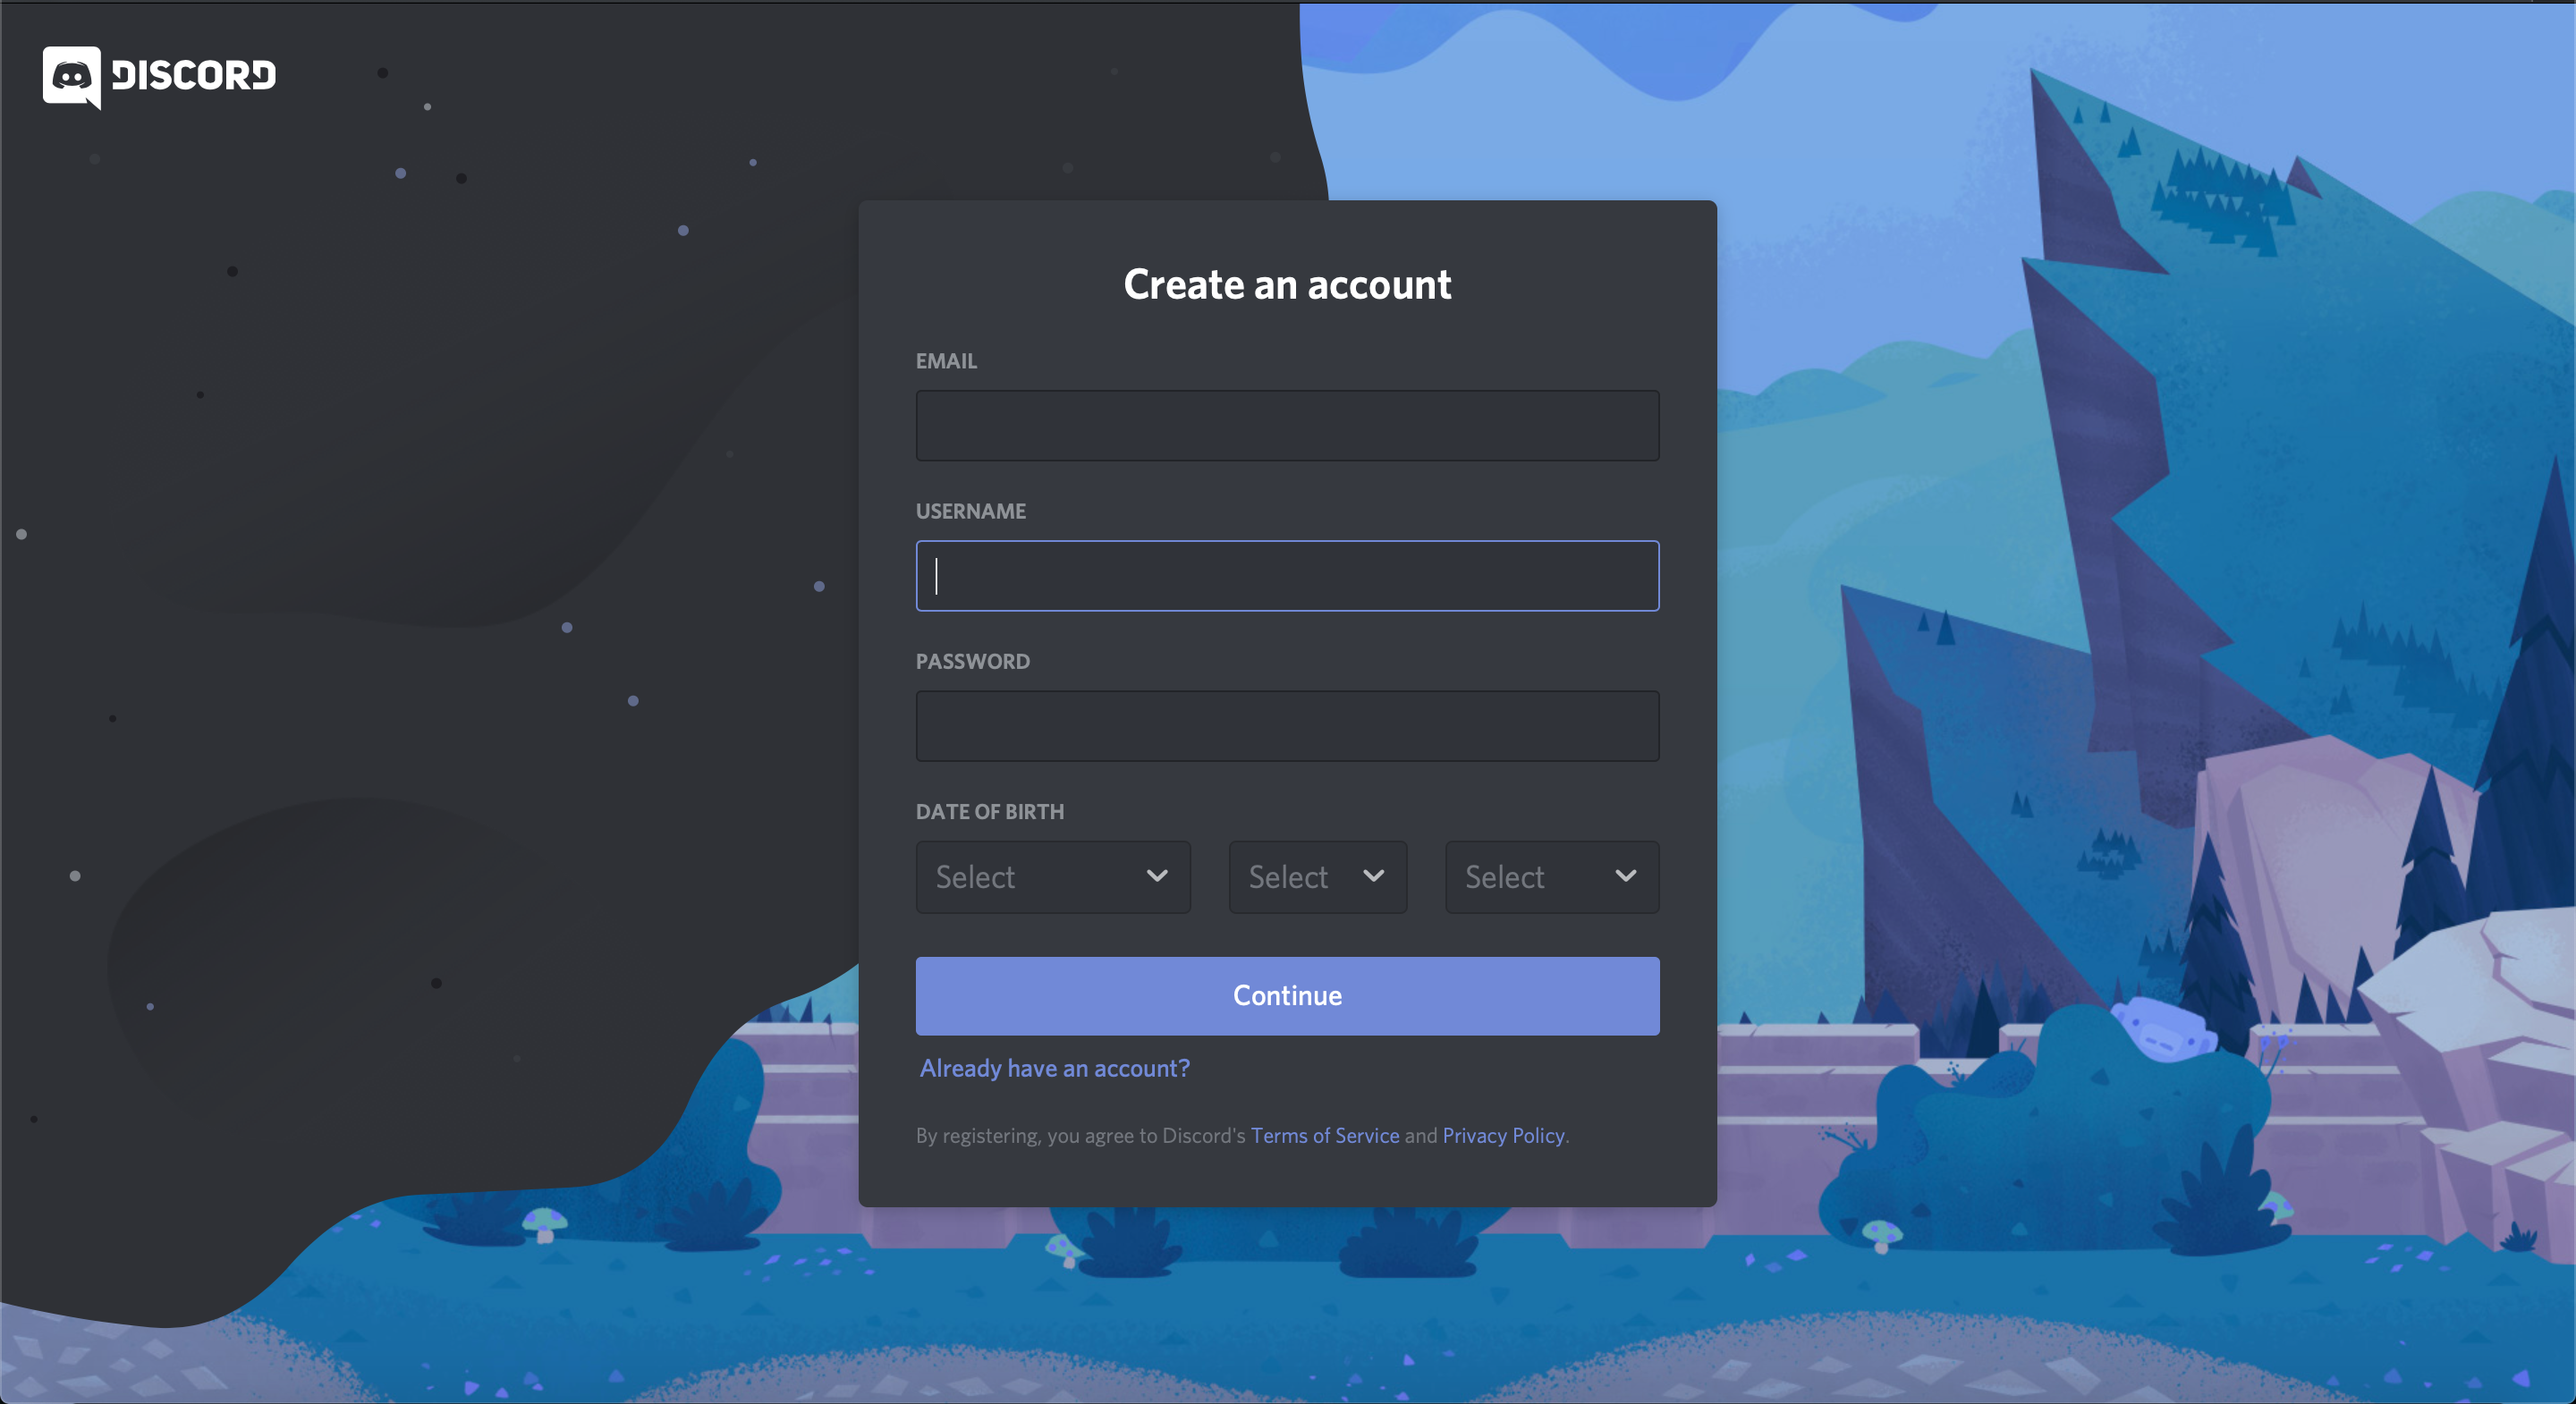 DISCORD
Create an account
EMAIL
USERNAME
PASSWORD
DATE OF BIRTH
Select Select Select
Continue
Already have an account?
By registering, you agree to Discord's Terms of Service and Privacy Policy.